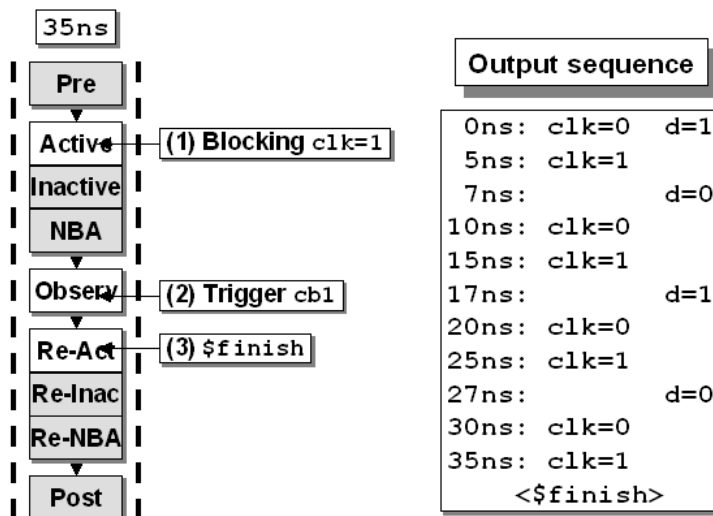 35ns
Pre
Active
(1) Blocking clk=1
Inactive
NBA
Observ
(2) Trigger cb1
Re-Act
(3) $finish
Re-Inac
Re-NBA
Post
Output sequence
0ns: clk=0 d=1
5ns: clk=1
7ns: d=0
10ns: clk=0
15ns: clk=1
17ns: d=1
20ns: clk=0
25ns: clk=1
27ns: d=0
30ns: clk=0
35ns: clk=1
<$finish>